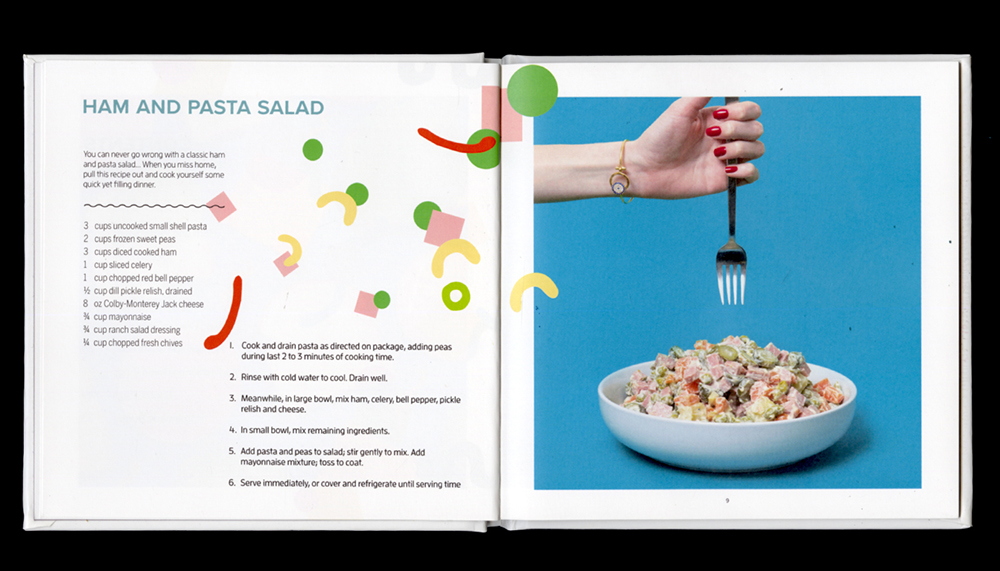 HAM AND PASTA SALAD
You can never go wrong with a classic ham
and pasta salad... When you miss home,
pull this recipe out and cook yourself some
quick yet filling dinner.
3 cups uncooked small shell pasta
2 cups frozen sweet peas
3 cups diced cooked ham
1 cup sliced celery
1 cup chopped red bell pepper
½ cup dill pickle relish, drained
8 oz Colby-Monterey Jack cheese
¾ cup mayonnaise
¾ cup ranch salad dressing
¼ cup chopped fresh chives
1. Cook and drain pasta as directed on package, adding peas
during last 2 to 3 minutes of cooking time.
2. Rinse with cold water to cool. Drain well.
3. Meanwhile, in large bowl, mix ham, celery, bell pepper, pickle
relish and cheese.
4. In small bowl, mix remaining ingredients.
5. Add pasta and peas to salad; stir gently to mix. Add
mayonnaise mixture; toss to coat.
6. Serve immediately, or cover and refrigerate until serving time
9